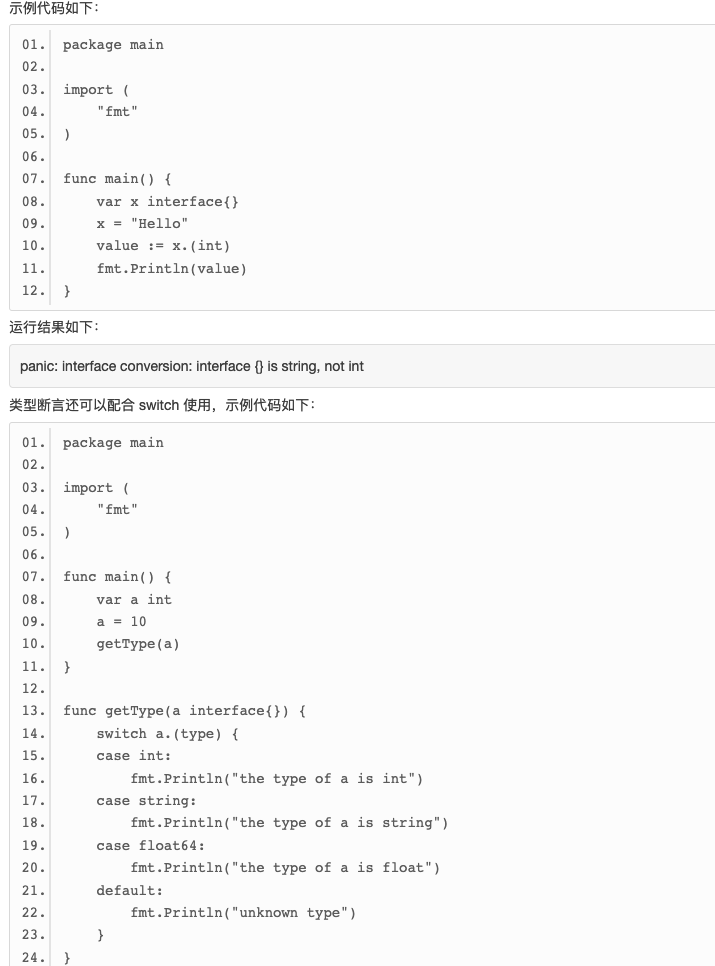 示例代码如下：
01. package main
02.
03. import (
04.     "fmt"
05. )
06.
07. func main() {
08.     var x interface{}
09.     x = "Hello"
10.     value := x.(int)
11.     fmt.Println(value)
12. }
运行结果如下：
panic: interface conversion: interface {} is string, not int
类型断言还可以配合 switch 使用，示例代码如下：
01. package main
02.
03. import (
04.     "fmt"
05. )
06.
07. func main() {
08.     var a int
09.     a = 10
10.     getType(a)
11. }
12.
13. func getType(a interface{}) {
14.     switch a.(type) {
15.     case int:
16.         fmt.Println("the type of a is int")
17.     case string:
18.         fmt.Println("the type of a is string")
19.     case float64:
20.         fmt.Println("the type of a is float")
21.     default:
22.         fmt.Println("unknown type")
23.     }
24. }